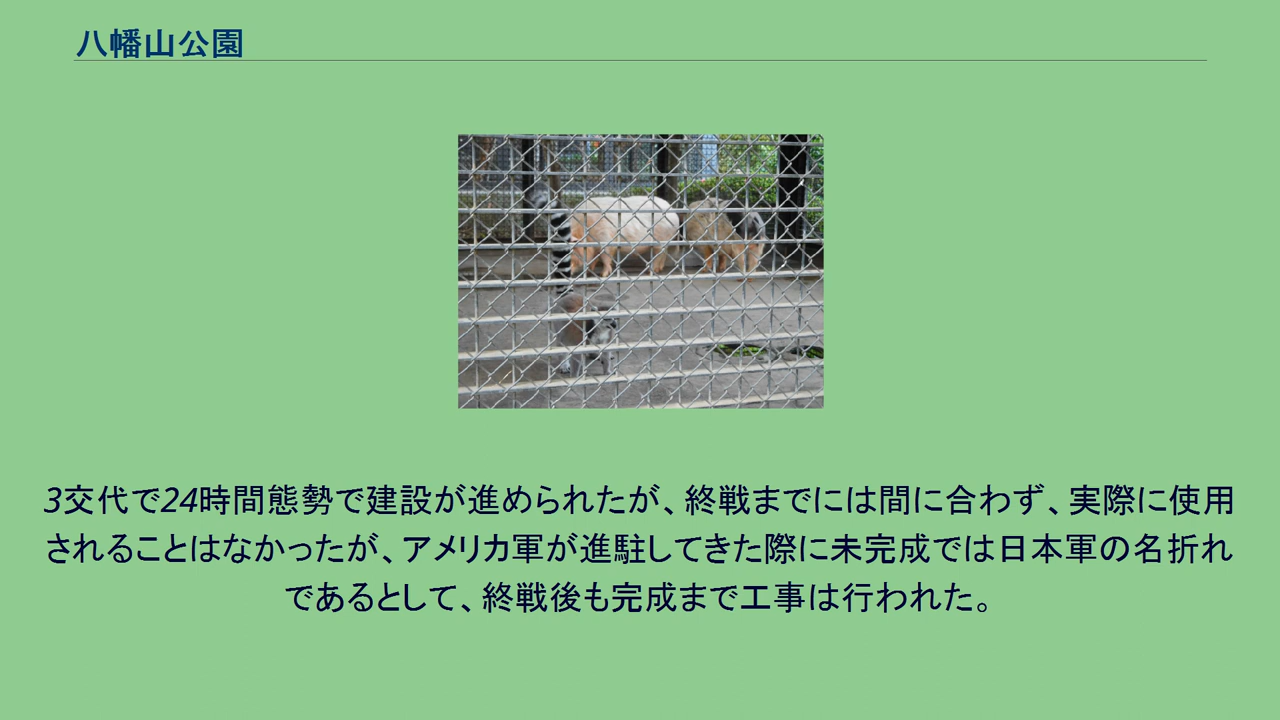 八幡山公園
3交代で24時間態勢で建設が進められたが、終戦までには間に合わず、実際に使用
されることはなかったが、アメリカ軍が進駐してきた際に未完成では日本軍の名折れ
であるとして、終戦後も完成まで工事は行われた。